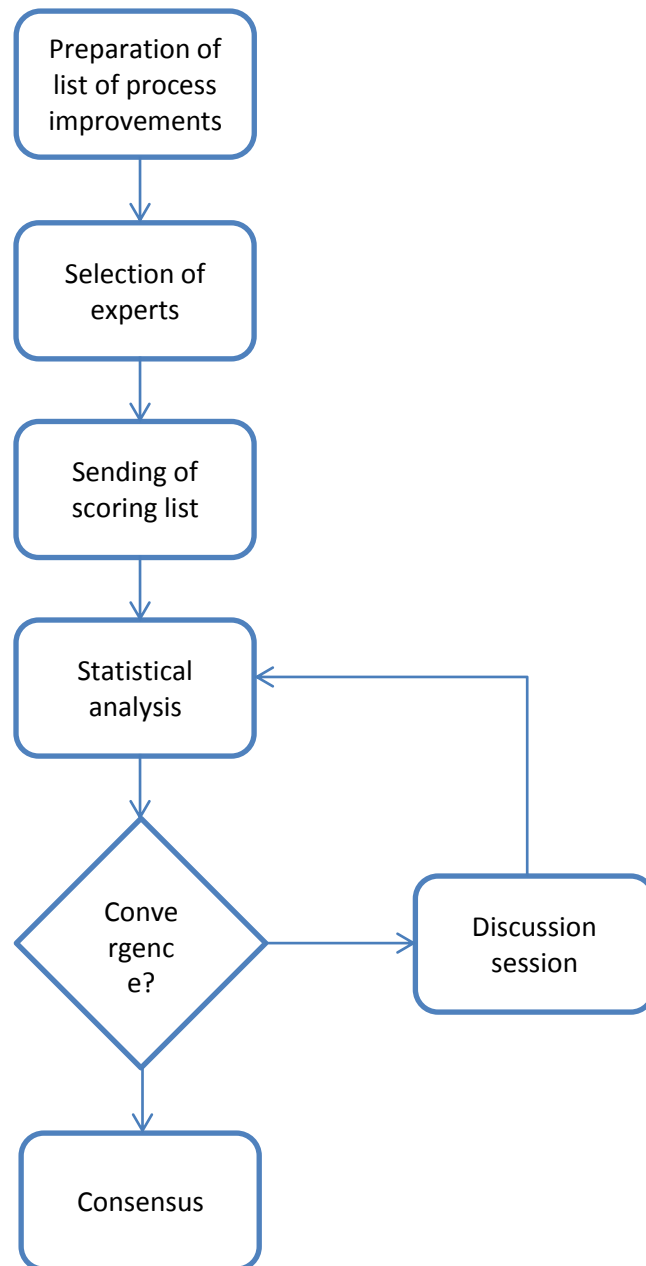 Preparation of
list of process
improvements
Selection of
experts
Sending of
scoring list
Statistical
analysis
Conve
rgenc
e?
Discussion
session
Consensus